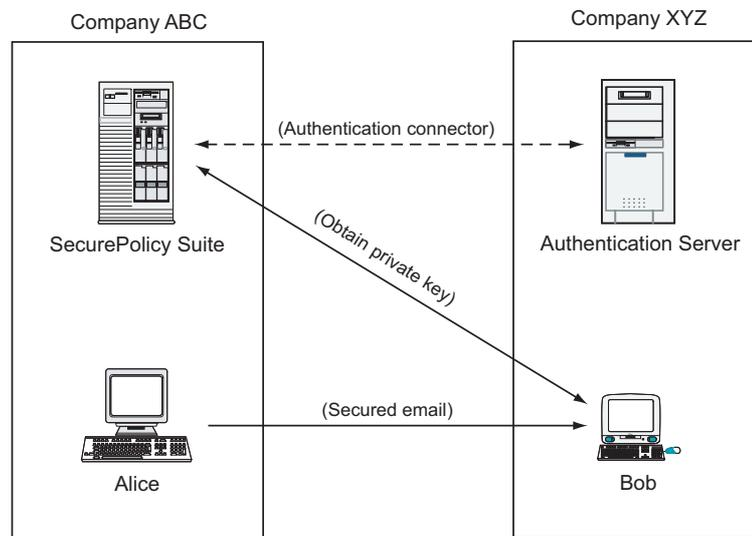 Company ABC
Company XYZ
(Authentication connector)
(Obtain private key)
SecurePolicy Suite
Authentication Server
(Secured email)
Alice
Bob